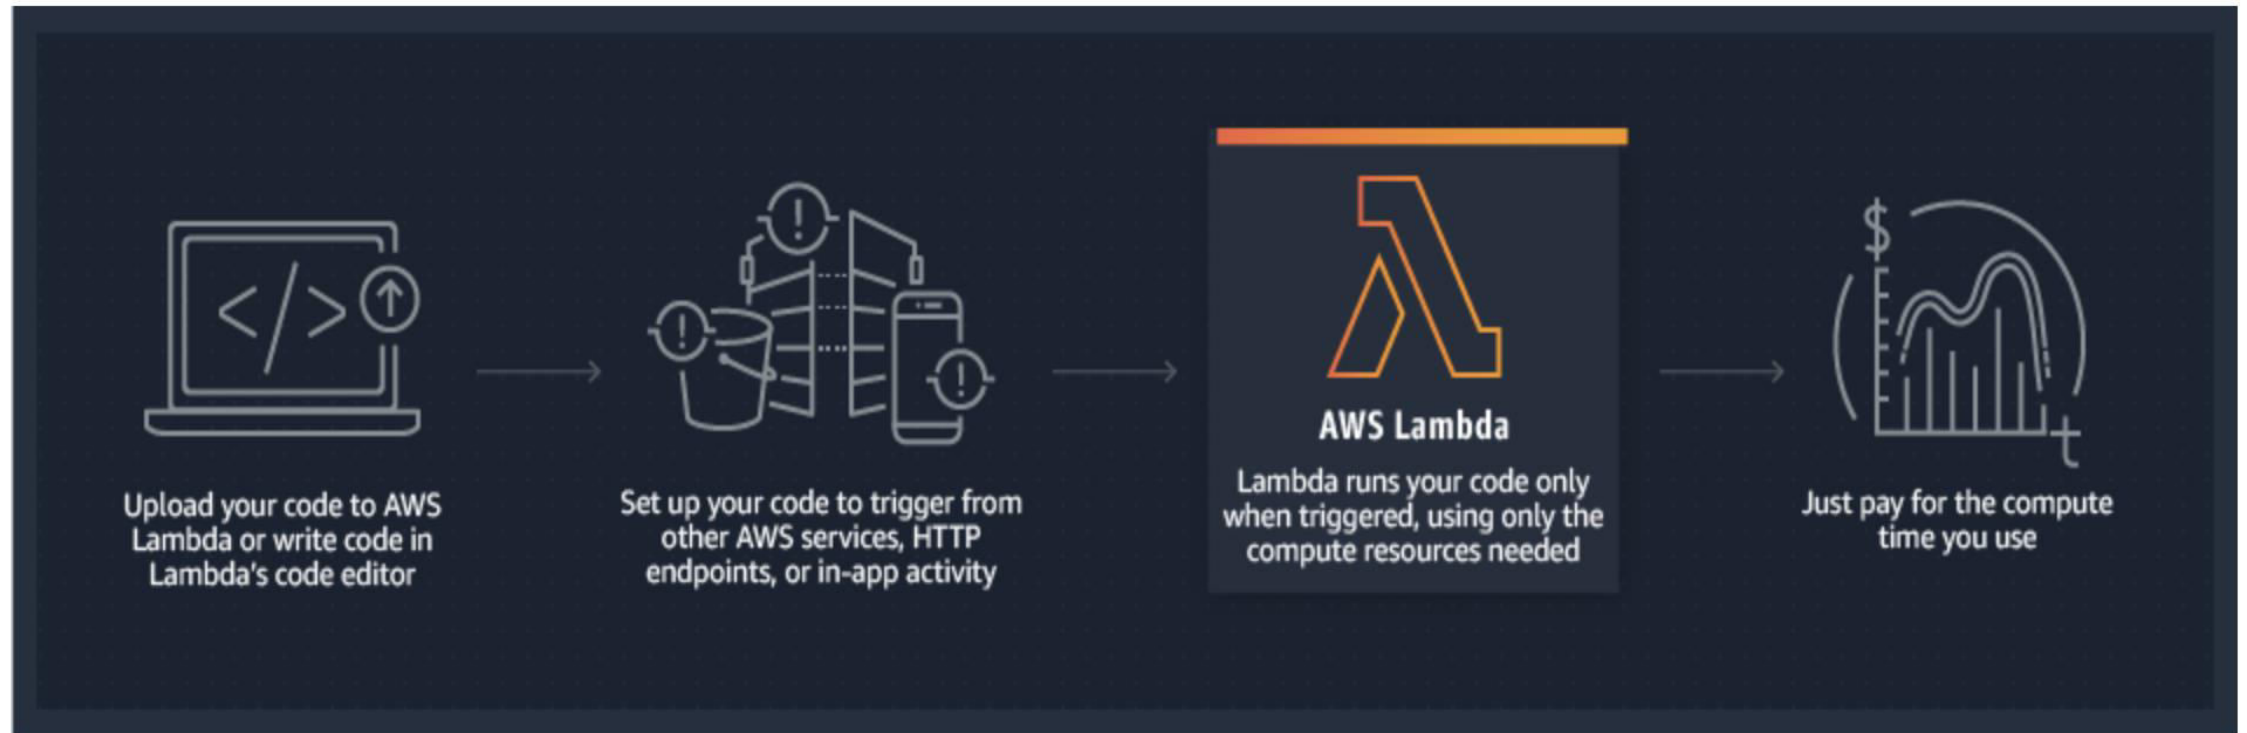 Upload your code to AWS
Lambda or write code in
Lambda's code editor
Set up your code to trigger from
other AWS services, HTTP
endpoints, or in-app activity
AWS Lambda
Lambda runs your code only
when triggered, using only the
compute resources needed
$
t
Just pay for the compute
time you use